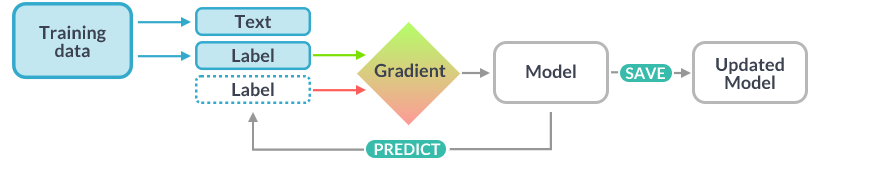 Training
data
Text
Label
Label
Gradient
Model
SAVE
Updated
Model
PREDICT